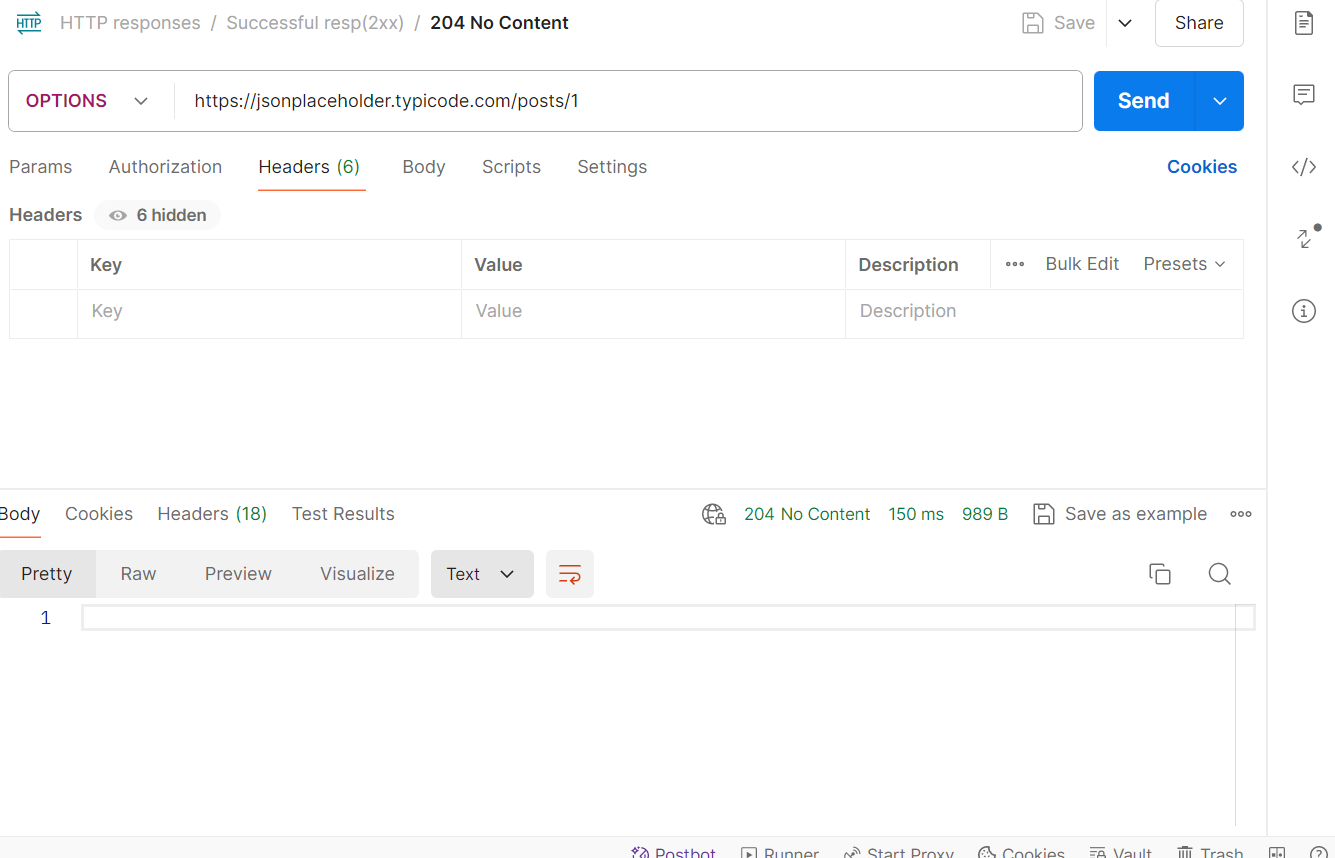 HTTP HTTP responses / Successful resp(2xx) / 204 No Content Save Share
OPTIONS https://jsonplaceholder.typicode.com/posts/1 Send
Params Authorization Headers (6) Body Scripts Settings Cookies
Headers 6 hidden
Key Value Description Bulk Edit Presets
Key Value Description
Body Cookies Headers (18) Test Results 204 No Content 150 ms 989 B Save as example
Pretty Raw Preview Visualize Text
1
Postbot Runner Start Proxy Cookies Vault Trash